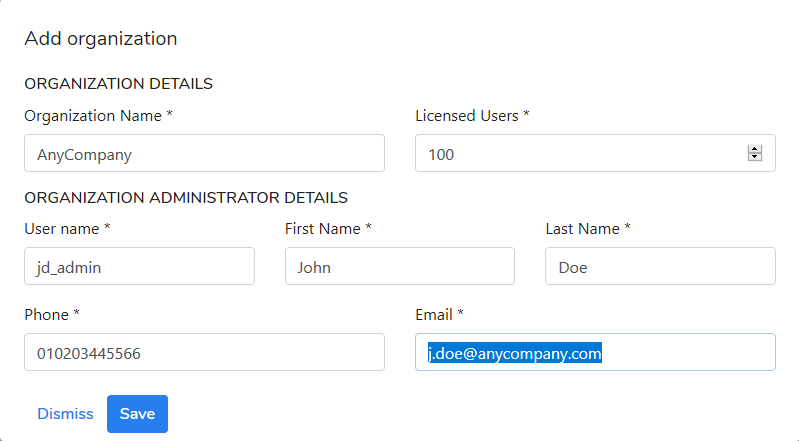 Add organization
ORGANIZATION DETAILS
Organization Name * Licensed Users *
AnyCompany 100
ORGANIZATION ADMINISTRATOR DETAILS
User name * First Name * Last Name *
jd_admin John Doe
Phone * Email *
010203445566 j.doe@anycompany.com
Dismiss Save